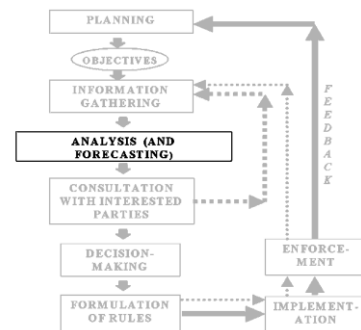 PLANNING
OBJECTIVES
INFORMATION
GATHERING
ANALYSIS (AND
FORECASTING)
CONSULTATION
WITH INTERESTED
PARTIES
DECISION-
MAKING
FORMULATION
OF RULES
IMPLEMENT-
ATION
ENFORCE-
MENT
FEEDBACK